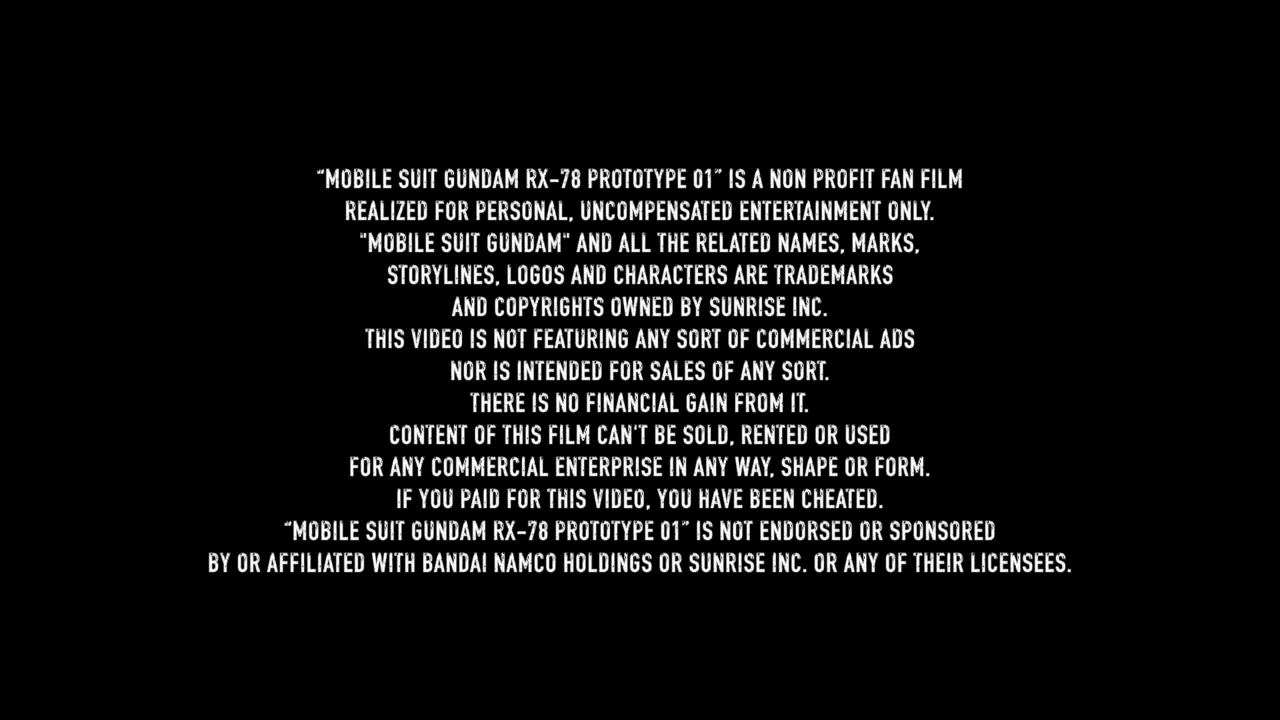 “MOBILE SUIT GUNDAM RX-78 PROTOTYPE 01” IS A NON PROFIT FAN FILM
REALIZED FOR PERSONAL, UNCOMPENSATED ENTERTAINMENT ONLY.
"MOBILE SUIT GUNDAM" AND ALL THE RELATED NAMES, MARKS,
STORYLINES, LOGOS AND CHARACTERS ARE TRADEMARKS
AND COPYRIGHTS OWNED BY SUNRISE INC.
THIS VIDEO IS NOT FEATURING ANY SORT OF COMMERCIAL ADS
NOR IS INTENDED FOR SALES OF ANY SORT.
THERE IS NO FINANCIAL GAIN FROM IT.
CONTENT OF THIS FILM CAN'T BE SOLD, RENTED OR USED
FOR ANY COMMERCIAL ENTERPRISE IN ANY WAY, SHAPE OR FORM.
IF YOU PAID FOR THIS VIDEO, YOU HAVE BEEN CHEATED.
“MOBILE SUIT GUNDAM RX-78 PROTOTYPE 01” IS NOT ENDORSED OR SPONSORED
BY OR AFFILIATED WITH BANDAI NAMCO HOLDINGS OR SUNRISE INC. OR ANY OF THEIR LICENSEES.